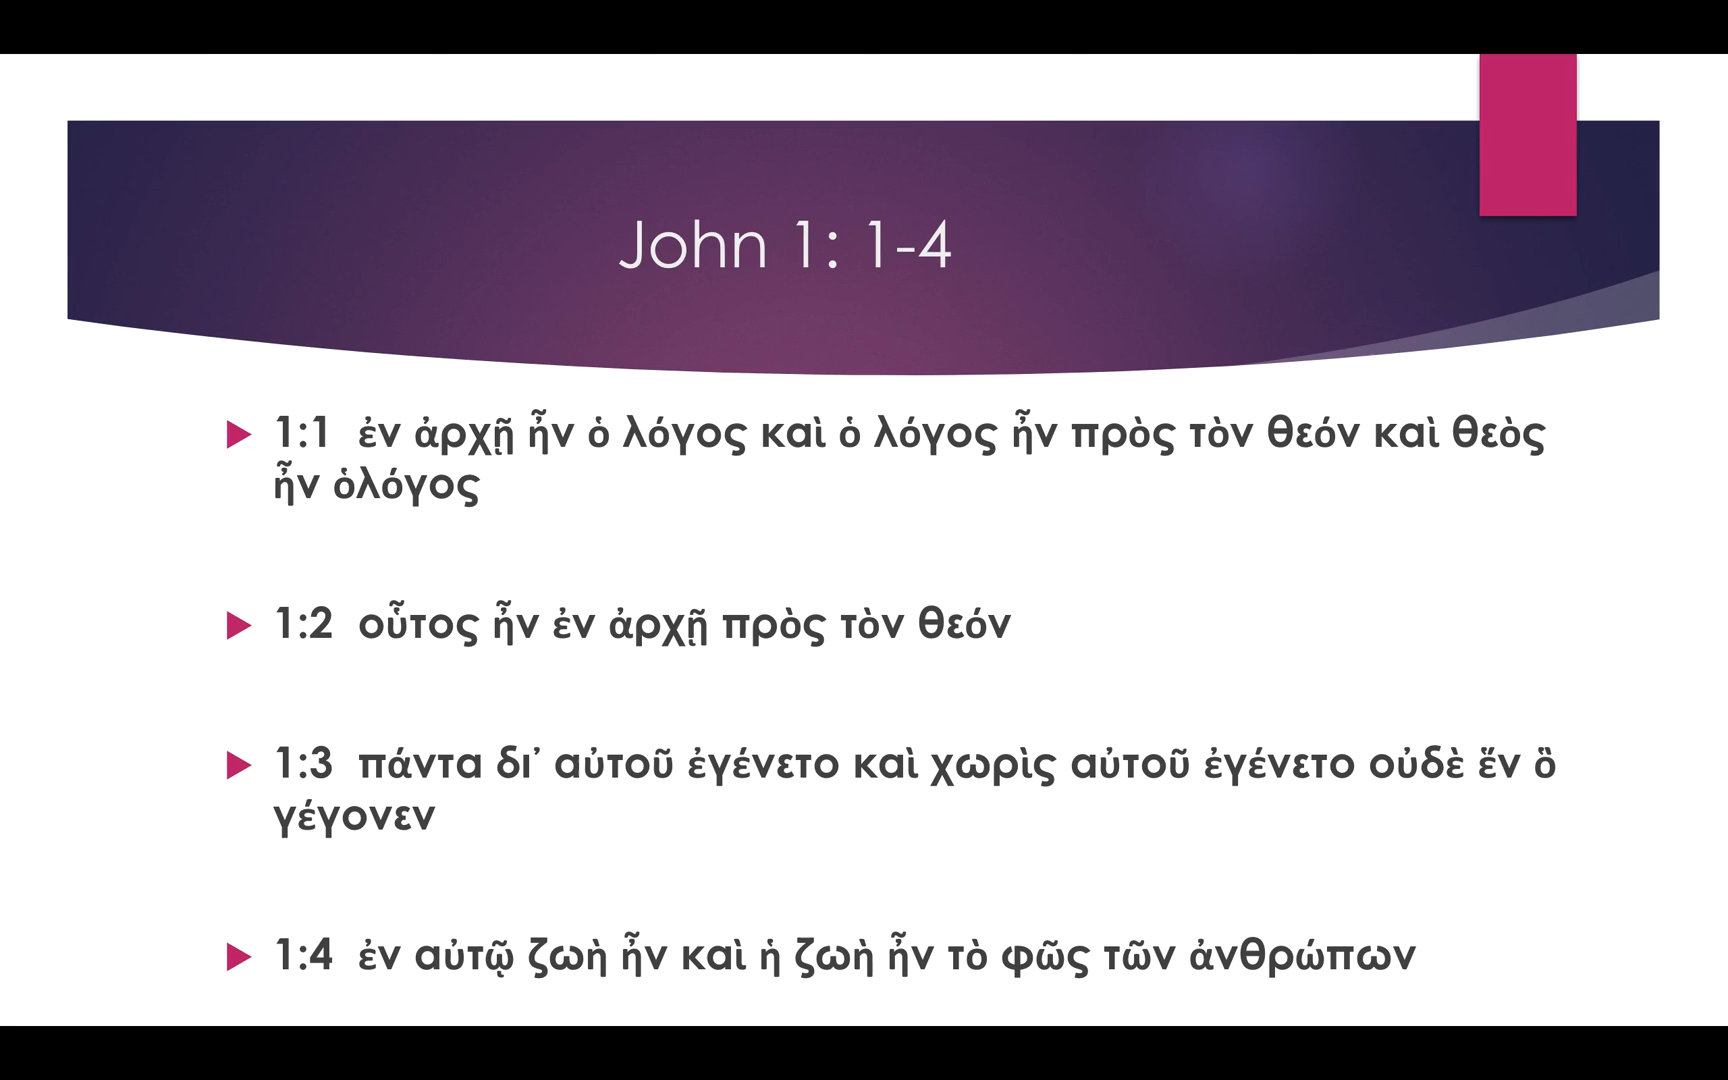 John 1: 1-4
1:1 ἐν ἀρχῇ ἦν ὁ λόγος καὶ ὁ λόγος ἦν πρὸς τὸν θεόν καὶ θεὸς
ἦν ὁλόγος
1:2 οὗτος ἦν ἐν ἀρχῇ πρὸς τὸν θεόν
1:3 πάντα δι᾽ αὐτοῦ ἐγένετο καὶ χωρὶς αὐτοῦ ἐγένετο οὐδὲ ἕν ὃ
γέγονεν
1:4 ἐν αὐτῷ ζωὴ ἦν καὶ ἡ ζωὴ ἦν τὸ φῶς τῶν ἀνθρώπων